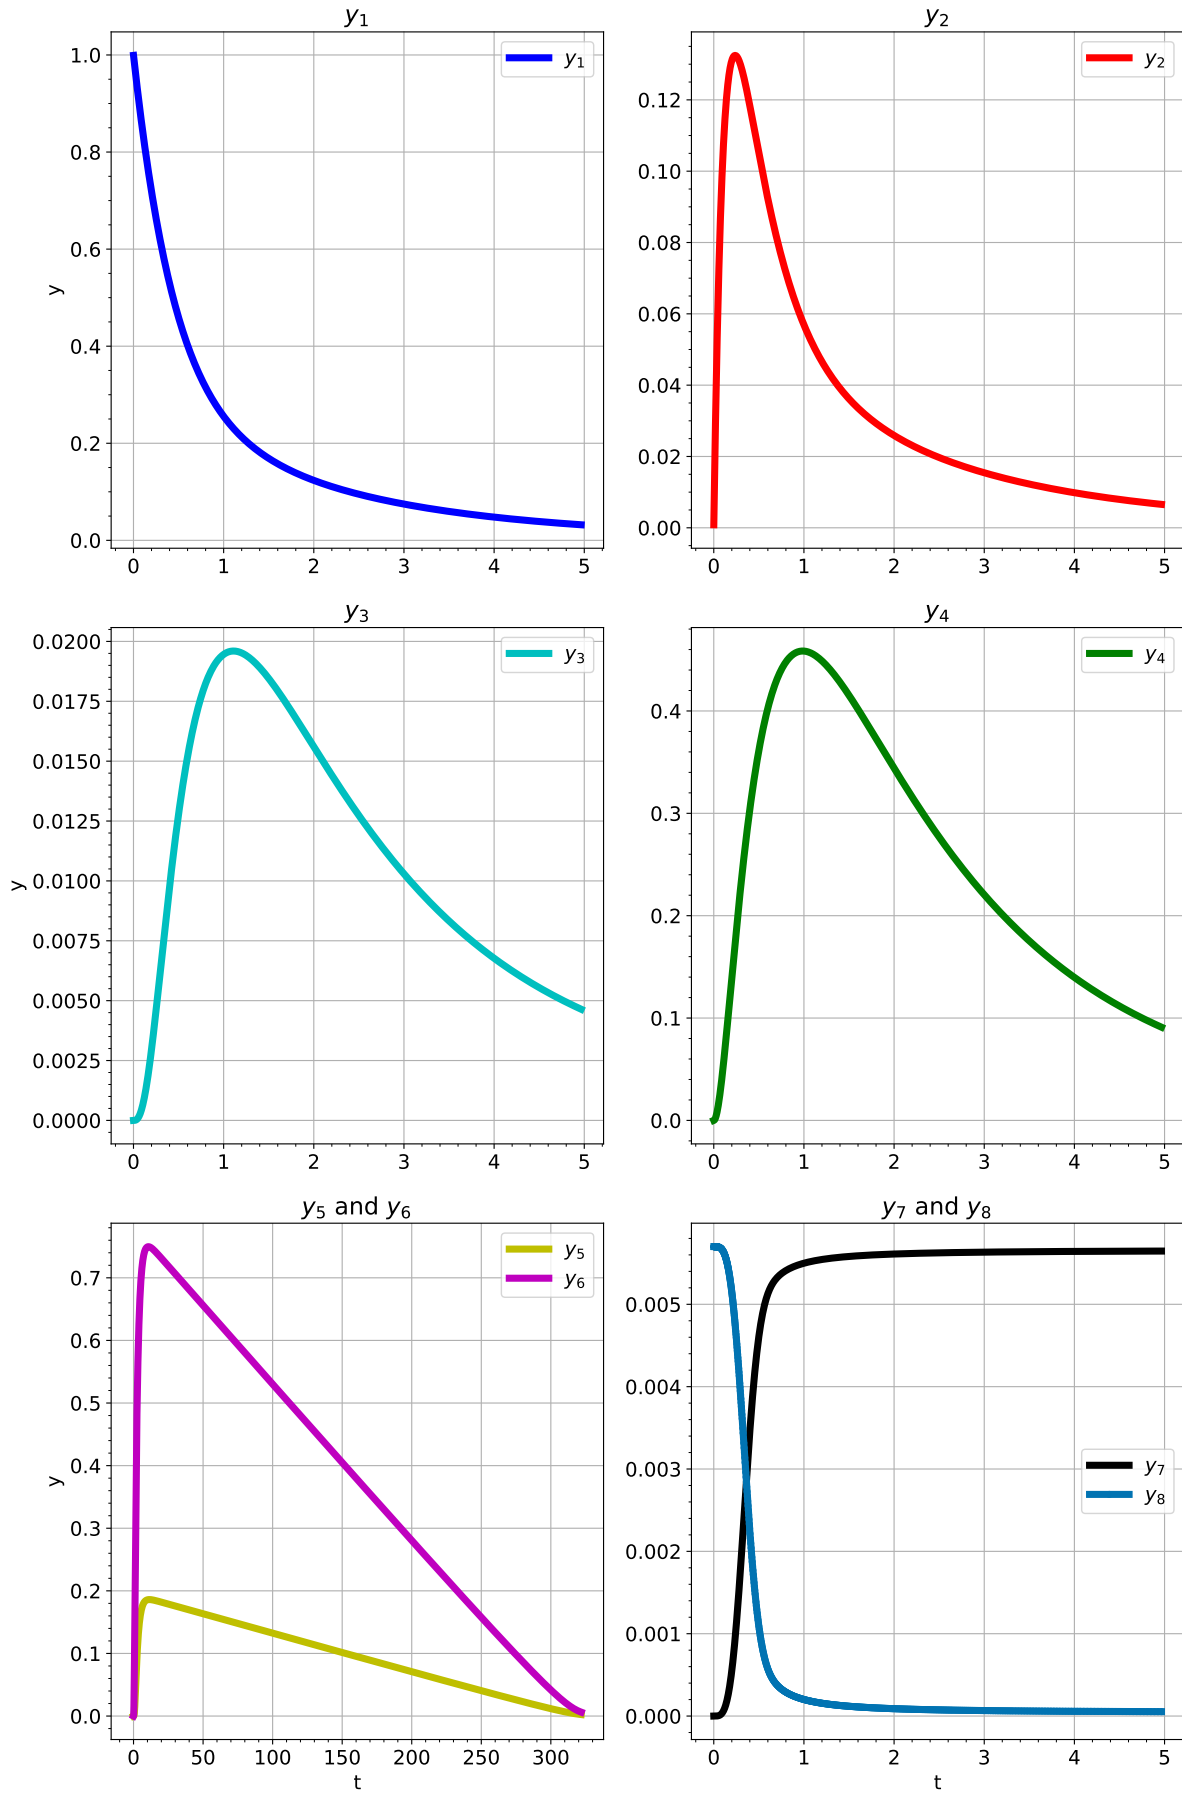 y₁ y₂
1.0 0.8 0.6 0.4 0.2 0.0
y
y₁
0 1 2 3 4 5
0.12 0.10 0.08 0.06 0.04 0.02 0.00
y₂
0 1 2 3 4 5
y₃ y₄
0.0200 0.0175 0.0150 0.0125 0.0100 0.0075 0.0050 0.0025 0.0000
y
y₃
0 1 2 3 4 5
0.4 0.3 0.2 0.1 0.0
y₄
0 1 2 3 4 5
y₅ and y₆ y₇ and y₈
0.7 0.6 0.5 0.4 0.3 0.2 0.1 0.0
y
y₅
y₆
0 50 100 150 200 250 300
t
0.005 0.004 0.003 0.002 0.001 0.000
y₇
y₈
0 1 2 3 4 5
t